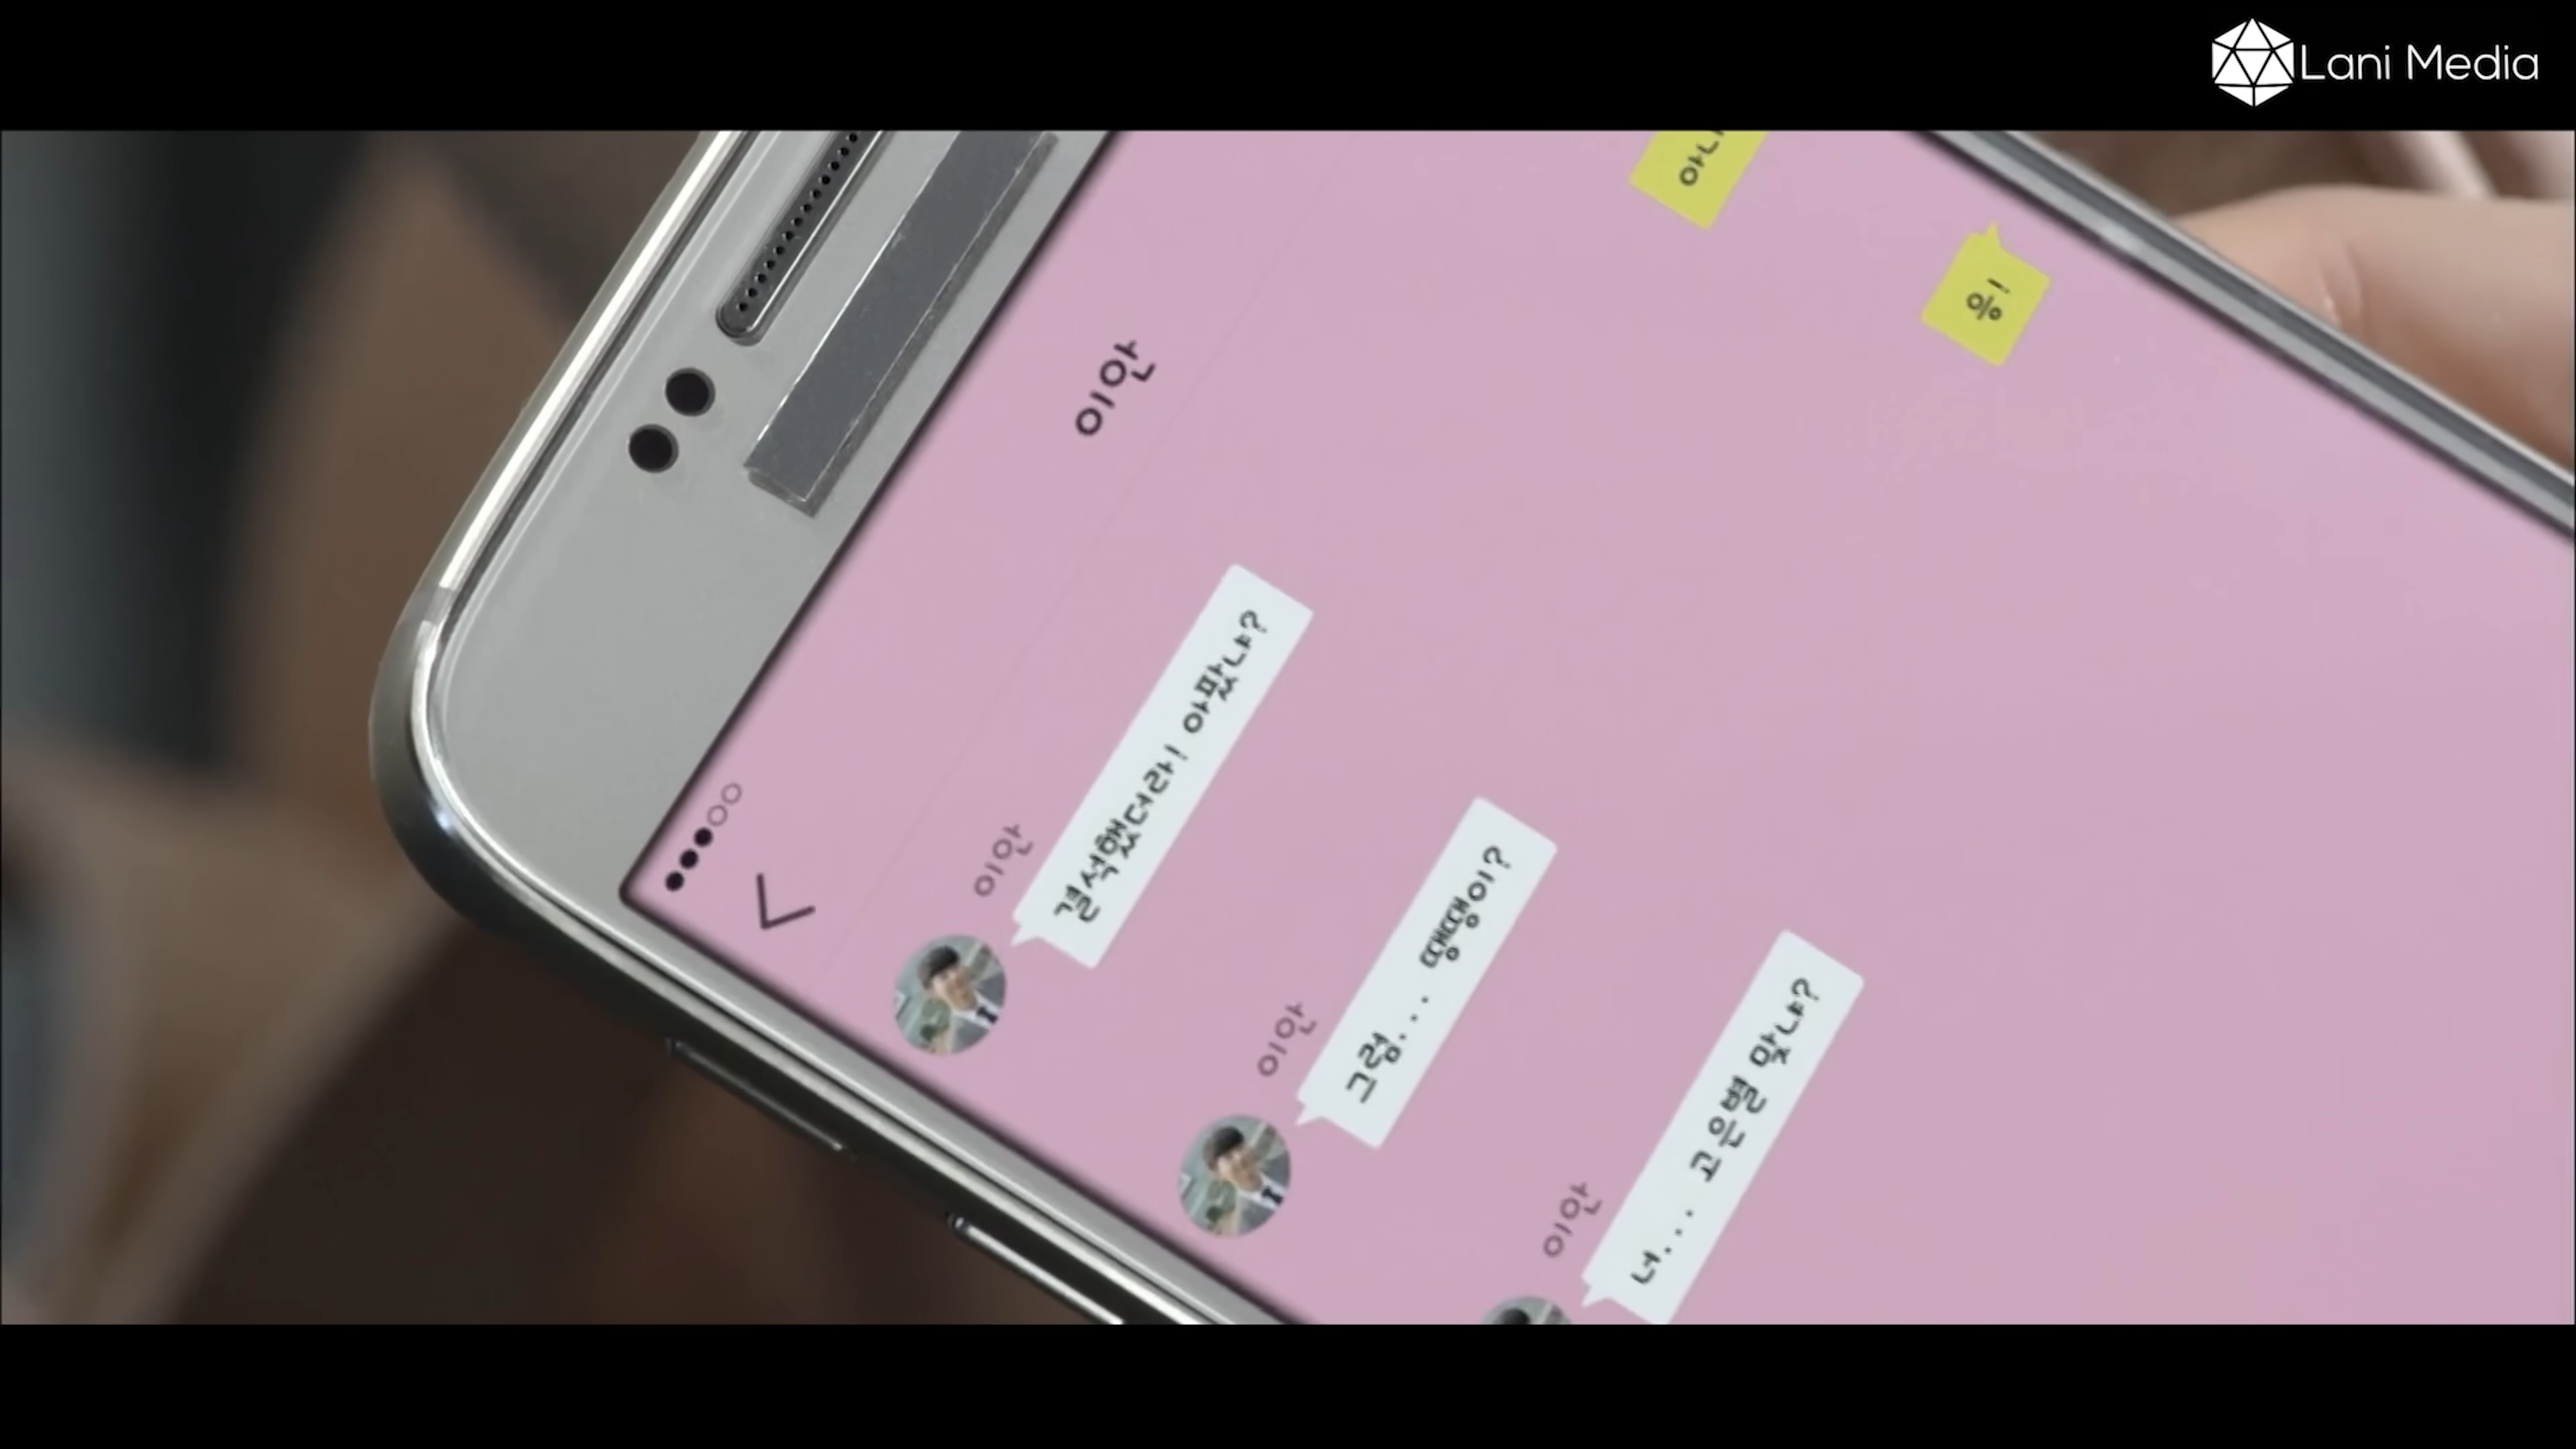 Lani Media
이안
이안
결석했더라! 아팠냐?
아니
이안
그럼... 땡땡이?
응!
이안
너... 고은별 맞냐?